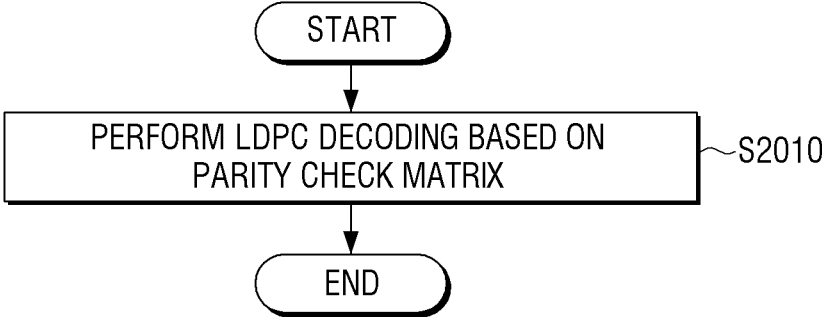 START
PERFORM LDPC DECODING BASED ON
PARITY CHECK MATRIX
S2010
END